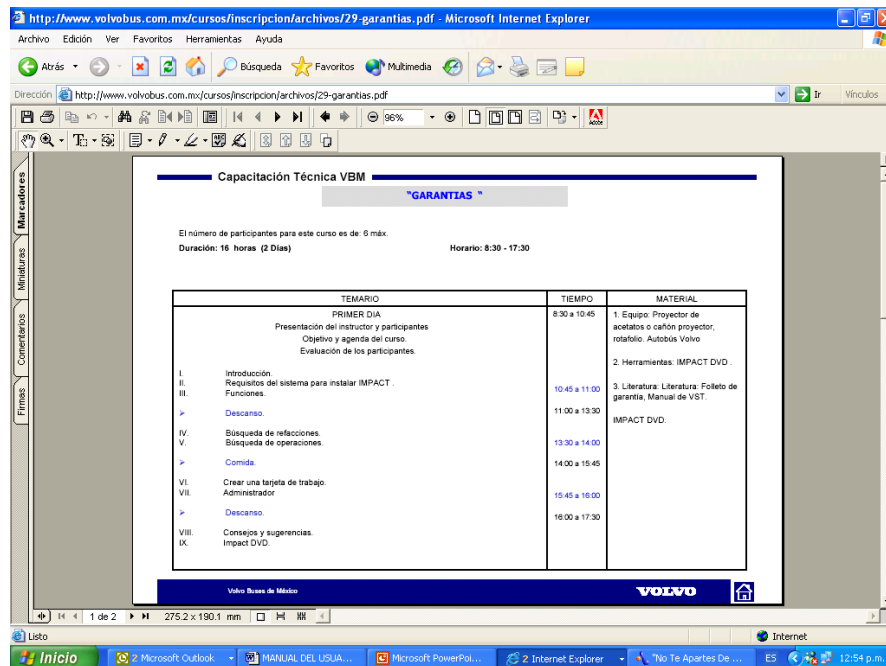 http://www.volvobus.com.mx/cursos/inscripcion/archivos/29-garantias.pdf - Microsoft Internet Explorer
Archivo Edición Ver Favoritos Herramientas Ayuda
Atrás Búsqueda Favoritos Multimedia
Dirección http://www.volvobus.com.mx/cursos/inscripcion/archivos/29-garantias.pdf Ir Vínculos
96% Adobe
Marcadores
Miniaturas
Comentarios
Firmas
Capacitación Técnica VBM
"GARANTIAS "
El número de participantes para este curso es de: 6 máx.
Duración: 16 horas (2 Días) Horario: 8:30 - 17:30
TEMARIO TIEMPO MATERIAL
PRIMER DIA 8:30 a 10:45 1. Equipo: Proyector de
Presentación del instructor y participantes acetatos o cañón proyector,
Objetivo y agenda del curso. rotafolio. Autobús Volvo
Evaluación de los participantes.
2. Herramientas: IMPACT DVD .
I. Introducción.
II. Requisitos del sistema para instalar IMPACT .
III. Funciones. 10:45 a 11:00 3. Literatura: Literatura: Folleto de
garantía, Manual de VST.
➢ Descanso. 11:00 a 13:30
IMPACT DVD.
IV. Búsqueda de refacciones.
V. Búsqueda de operaciones. 13:30 a 14:00
➢ Comida. 14:00 a 15:45
VI. Crear una tarjeta de trabajo.
VII. Administrador 15:45 a 16:00
➢ Descanso. 16:00 a 17:30
VIII. Consejos y sugerencias.
IX. Impact DVD.
Volvo Buses de México VOLVO
1 de 2 275.2 x 190.1 mm
Listo Internet
Inicio 2 Microsoft Outlook MANUAL DEL USUA... Microsoft PowerPoi... 2 Internet Explorer "No Te Apartes De ... ES 12:54 p.m.